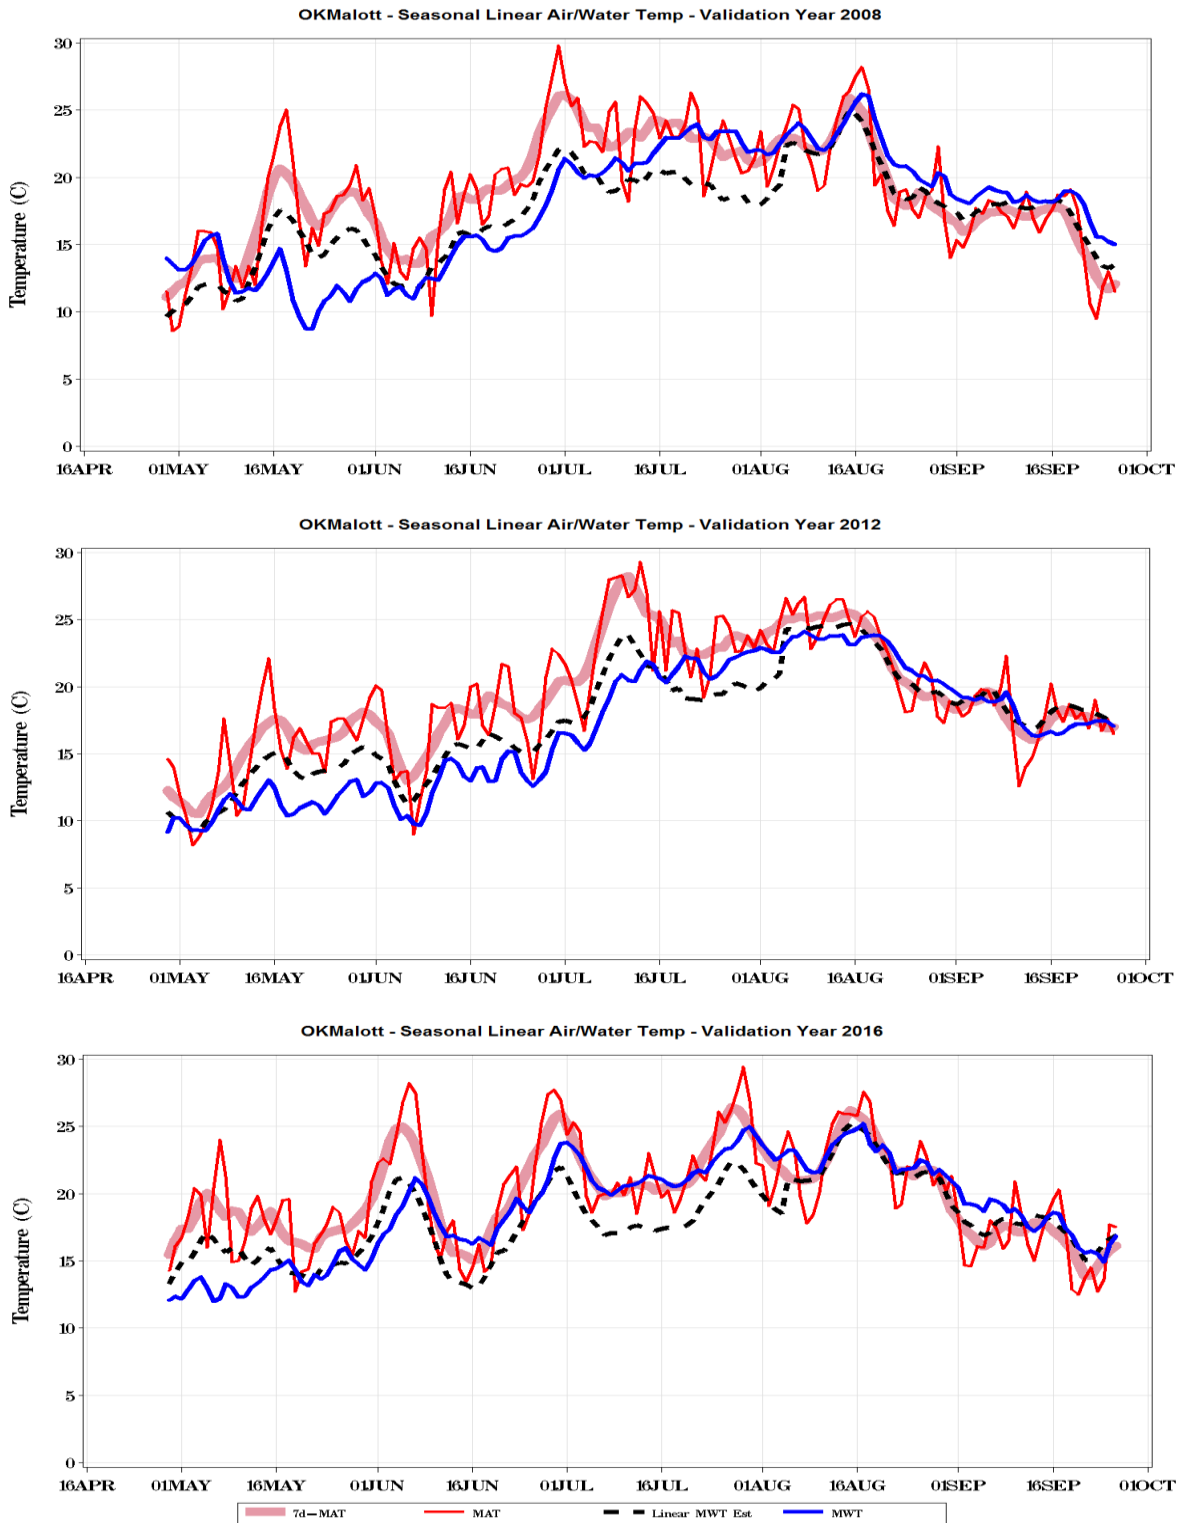 OKMalott - Seasonal Linear Air/Water Temp - Validation Year 2008
Temperature (C)
30
25
20
15
10
5
0
16APR 01MAY 16MAY 01JUN 16JUN 01JUL 16JUL 01AUG 16AUG 01SEP 16SEP 01OCT
OKMalott - Seasonal Linear Air/Water Temp - Validation Year 2012
Temperature (C)
30
25
20
15
10
5
0
16APR 01MAY 16MAY 01JUN 16JUN 01JUL 16JUL 01AUG 16AUG 01SEP 16SEP 01OCT
OKMalott - Seasonal Linear Air/Water Temp - Validation Year 2016
Temperature (C)
30
25
20
15
10
5
0
16APR 01MAY 16MAY 01JUN 16JUN 01JUL 16JUL 01AUG 16AUG 01SEP 16SEP 01OCT
7d-MAT MAT Linear MWT Est MWT